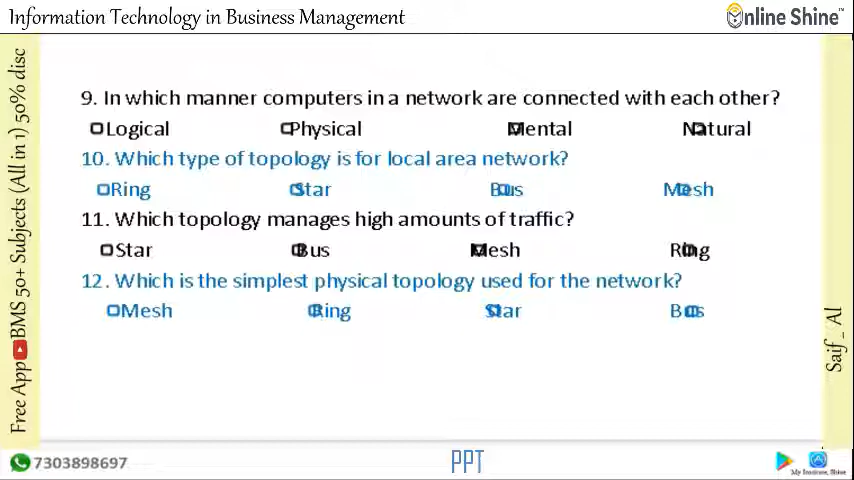 Information Technology in Business Management
Online Shine™
Free App BMS 50+ Subjects (All in 1) 50% disc
9. In which manner computers in a network are connected with each other?
Logical Physical Mental Natural
10. Which type of topology is for local area network?
Ring Star Bus Mesh
11. Which topology manages high amounts of traffic?
Star Bus Mesh Ring
12. Which is the simplest physical topology used for the network?
Mesh Ring Star Bus
Saif_Al
7303898697
PPT
My Institute, Shine